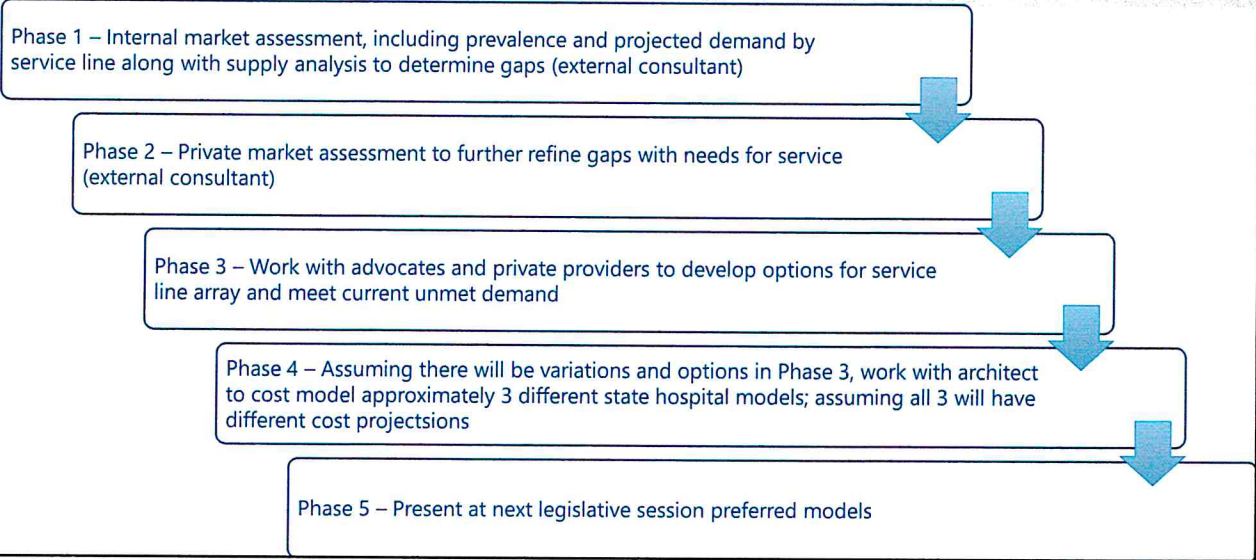 Phase 1 – Internal market assessment, including prevalence and projected demand by
service line along with supply analysis to determine gaps (external consultant)
Phase 2 – Private market assessment to further refine gaps with needs for service
(external consultant)
Phase 3 – Work with advocates and private providers to develop options for service
line array and meet current unmet demand
Phase 4 – Assuming there will be variations and options in Phase 3, work with architect
to cost model approximately 3 different state hospital models; assuming all 3 will have
different cost projectsions
Phase 5 – Present at next legislative session preferred models